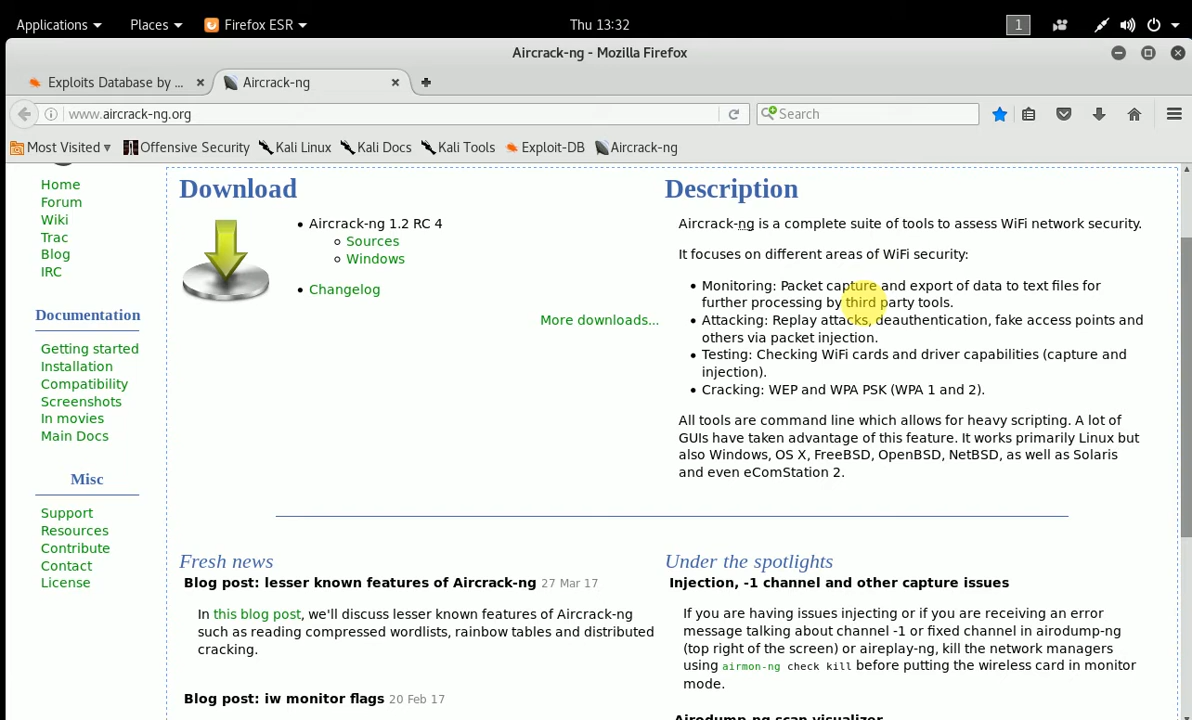 Applications Places Firefox ESR Thu 13:32 1
Aircrack-ng - Mozilla Firefox
Exploits Database by ... Aircrack-ng
www.aircrack-ng.org Search
Most Visited Offensive Security Kali Linux Kali Docs Kali Tools Exploit-DB Aircrack-ng
Home
Forum
Wiki
Trac
Blog
IRC
Documentation
Getting started
Installation
Compatibility
Screenshots
In movies
Main Docs
Misc
Support
Resources
Contribute
Contact
License
Download
Aircrack-ng 1.2 RC 4
Sources
Windows
Changelog
More downloads...
Description
Aircrack-ng is a complete suite of tools to assess WiFi network security.
It focuses on different areas of WiFi security:
Monitoring: Packet capture and export of data to text files for
further processing by third party tools.
Attacking: Replay attacks, deauthentication, fake access points and
others via packet injection.
Testing: Checking WiFi cards and driver capabilities (capture and
injection).
Cracking: WEP and WPA PSK (WPA 1 and 2).
All tools are command line which allows for heavy scripting. A lot of
GUIs have taken advantage of this feature. It works primarily Linux but
also Windows, OS X, FreeBSD, OpenBSD, NetBSD, as well as Solaris
and even eComStation 2.
Fresh news
Blog post: lesser known features of Aircrack-ng 27 Mar 17
In this blog post, we'll discuss lesser known features of Aircrack-ng
such as reading compressed wordlists, rainbow tables and distributed
cracking.
Blog post: iw monitor flags 20 Feb 17
Under the spotlights
Injection, -1 channel and other capture issues
If you are having issues injecting or if you are receiving an error
message talking about channel -1 or fixed channel in airodump-ng
(top right of the screen) or aireplay-ng, kill the network managers
using airmon-ng check kill before putting the wireless card in monitor
mode.
Airodump-ng scan visualizer